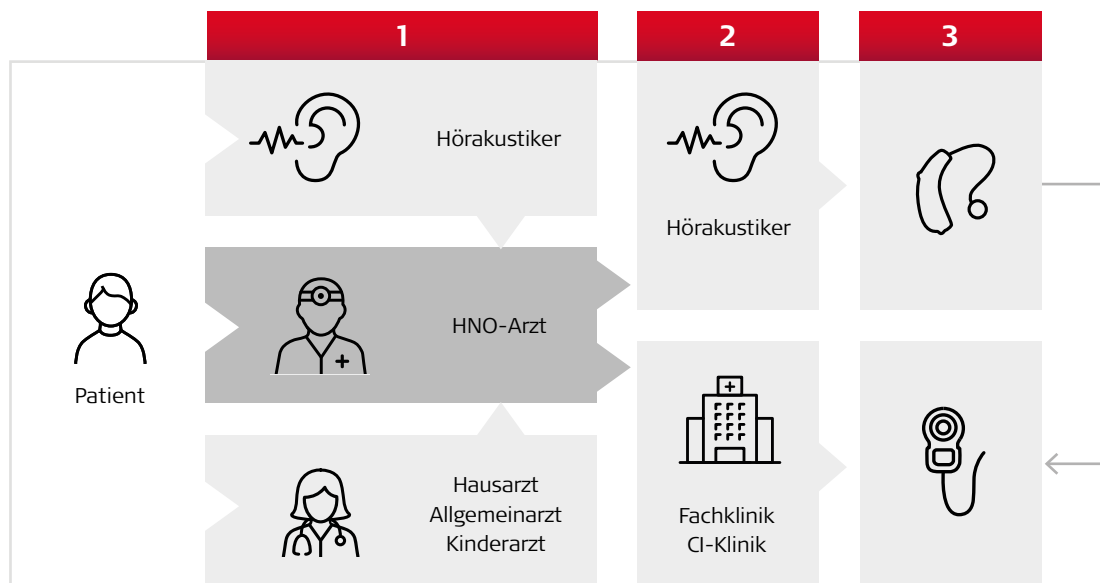 1
2
3
Hörakustiker
Hörakustiker
HNO-Arzt
Patient
Hausarzt
Allgemeinarzt
Kinderarzt
Fachklinik
CI-Klinik